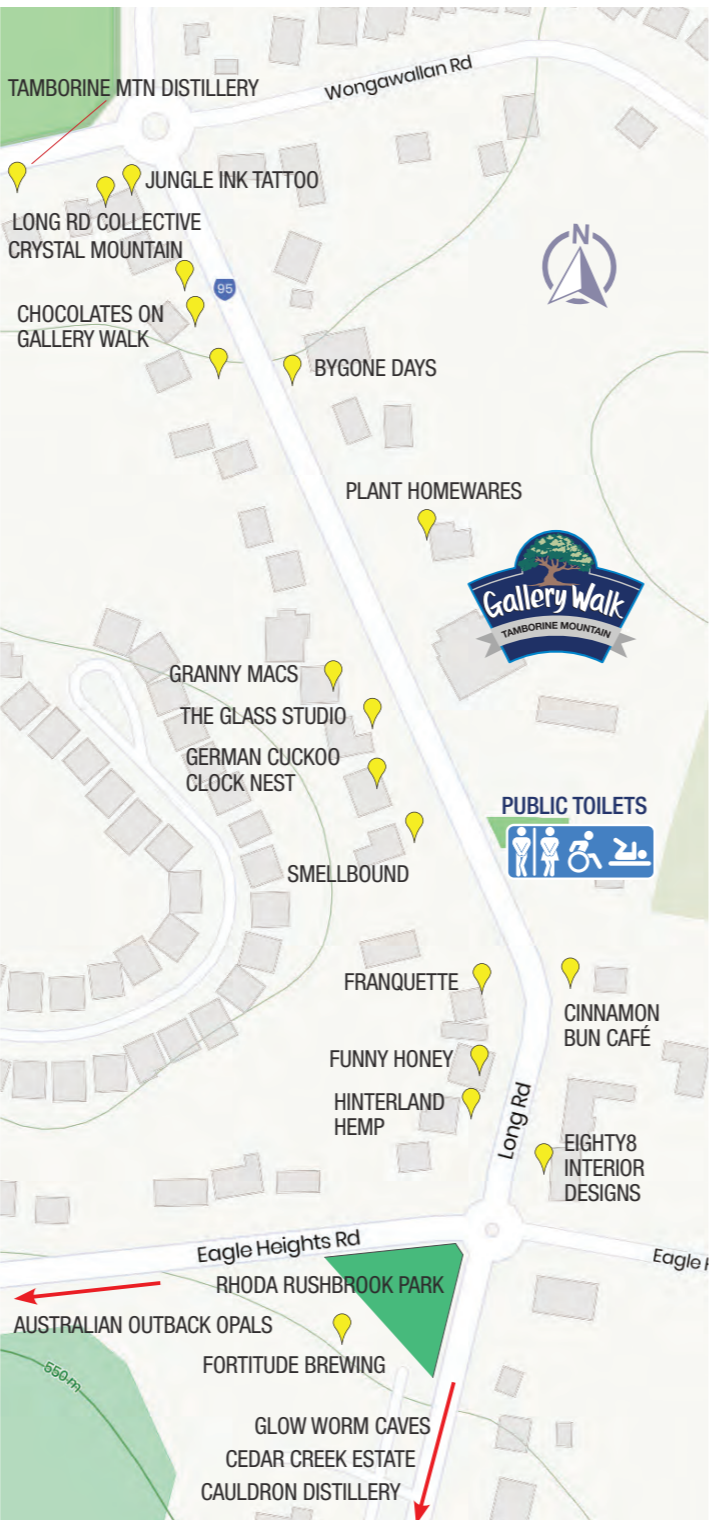 TAMBORINE MTN DISTILLERY
Wongawallan Rd
JUNGLE INK TATTOO
LONG RD COLLECTIVE
CRYSTAL MOUNTAIN
N
95
CHOCOLATES ON
GALLERY WALK
BYGONE DAYS
PLANT HOMEWARES
Gallery Walk
TAMBORINE MOUNTAIN
GRANNY MACS
THE GLASS STUDIO
GERMAN CUCKOO
CLOCK NEST
PUBLIC TOILETS
SMELLBOUND
FRANQUETTE
CINNAMON
BUN CAFÉ
FUNNY HONEY
HINTERLAND
HEMP
Long Rd
EIGHTY8
INTERIOR
DESIGNS
Eagle Heights Rd
Eagle H
RHODA RUSHBROOK PARK
AUSTRALIAN OUTBACK OPALS
FORTITUDE BREWING
550 m
GLOW WORM CAVES
CEDAR CREEK ESTATE
CAULDRON DISTILLERY